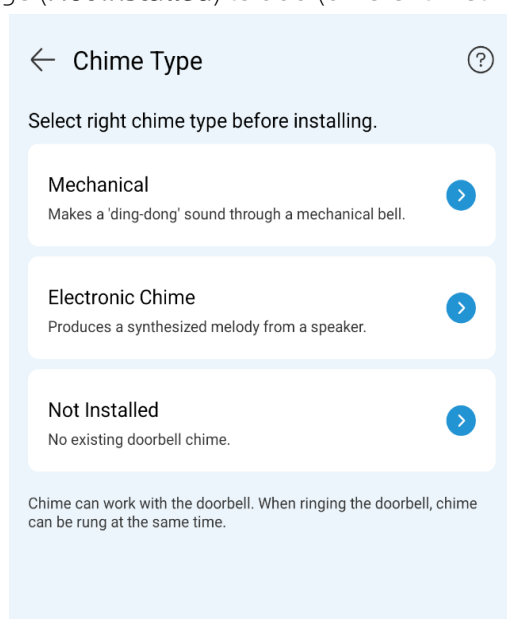 Chime Type
Select right chime type before installing.
Mechanical
Makes a 'ding-dong' sound through a mechanical bell.
Electronic Chime
Produces a synthesized melody from a speaker.
Not Installed
No existing doorbell chime.
Chime can work with the doorbell. When ringing the doorbell, chime
can be rung at the same time.